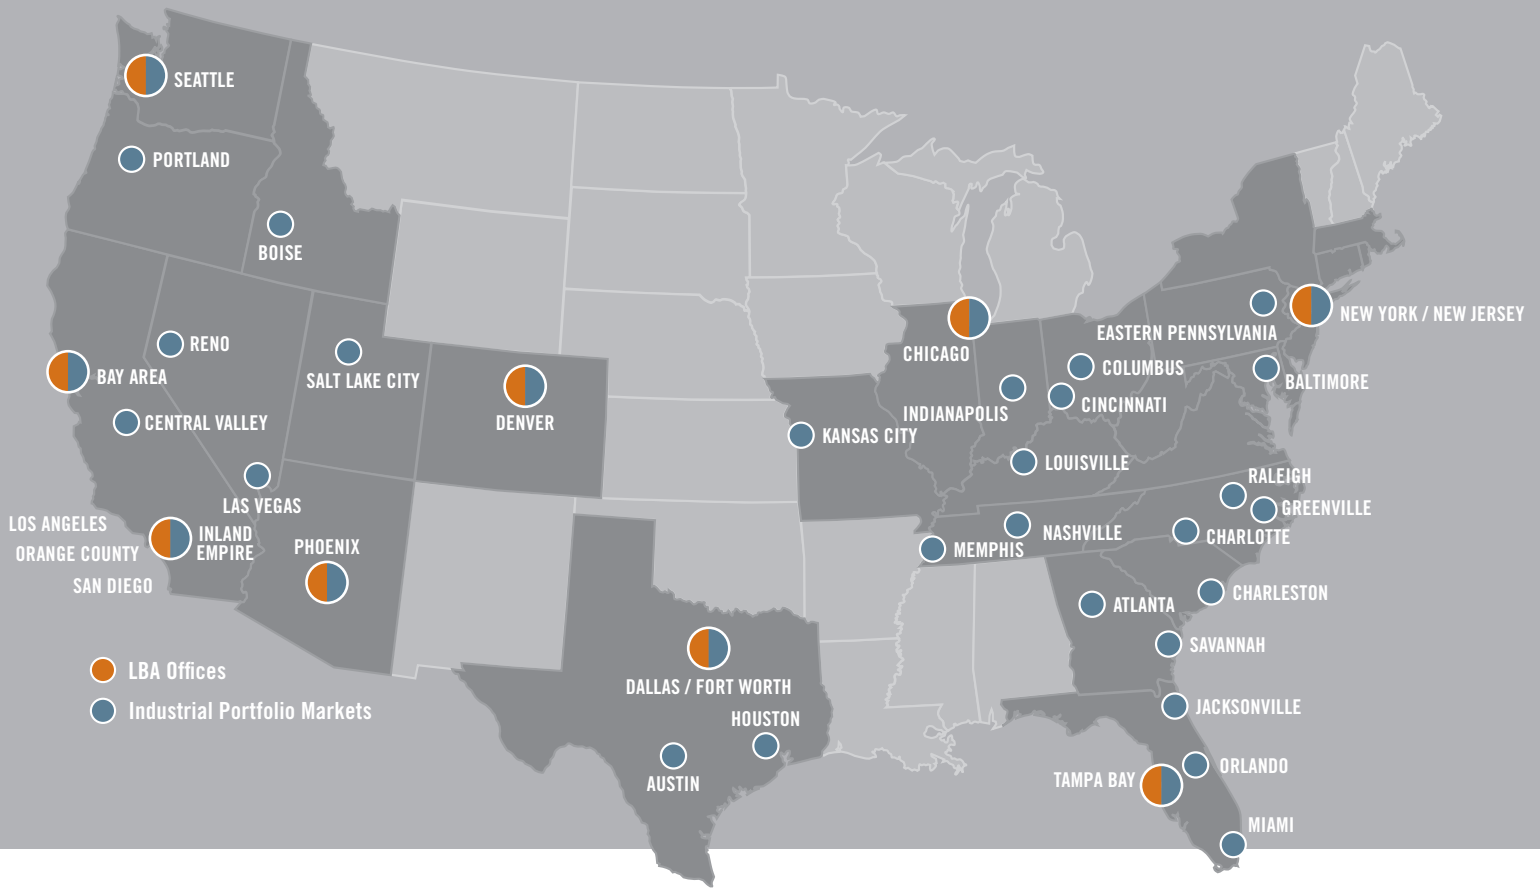 SEATTLE
PORTLAND
BOISE
RENO
SALT LAKE CITY
BAY AREA
CENTRAL VALLEY
DENVER
LAS VEGAS
LOS ANGELES
ORANGE COUNTY
SAN DIEGO
INLAND
EMPIRE
PHOENIX
LBA Offices
Industrial Portfolio Markets
DALLAS / FORT WORTH
HOUSTON
AUSTIN
KANSAS CITY
CHICAGO
INDIANAPOLIS
COLUMBUS
CINCINNATI
LOUISVILLE
NASHVILLE
MEMPHIS
NEW YORK / NEW JERSEY
EASTERN PENNSYLVANIA
BALTIMORE
RALEIGH
GREENVILLE
CHARLOTTE
CHARLESTON
ATLANTA
SAVANNAH
JACKSONVILLE
ORLANDO
TAMPA BAY
MIAMI